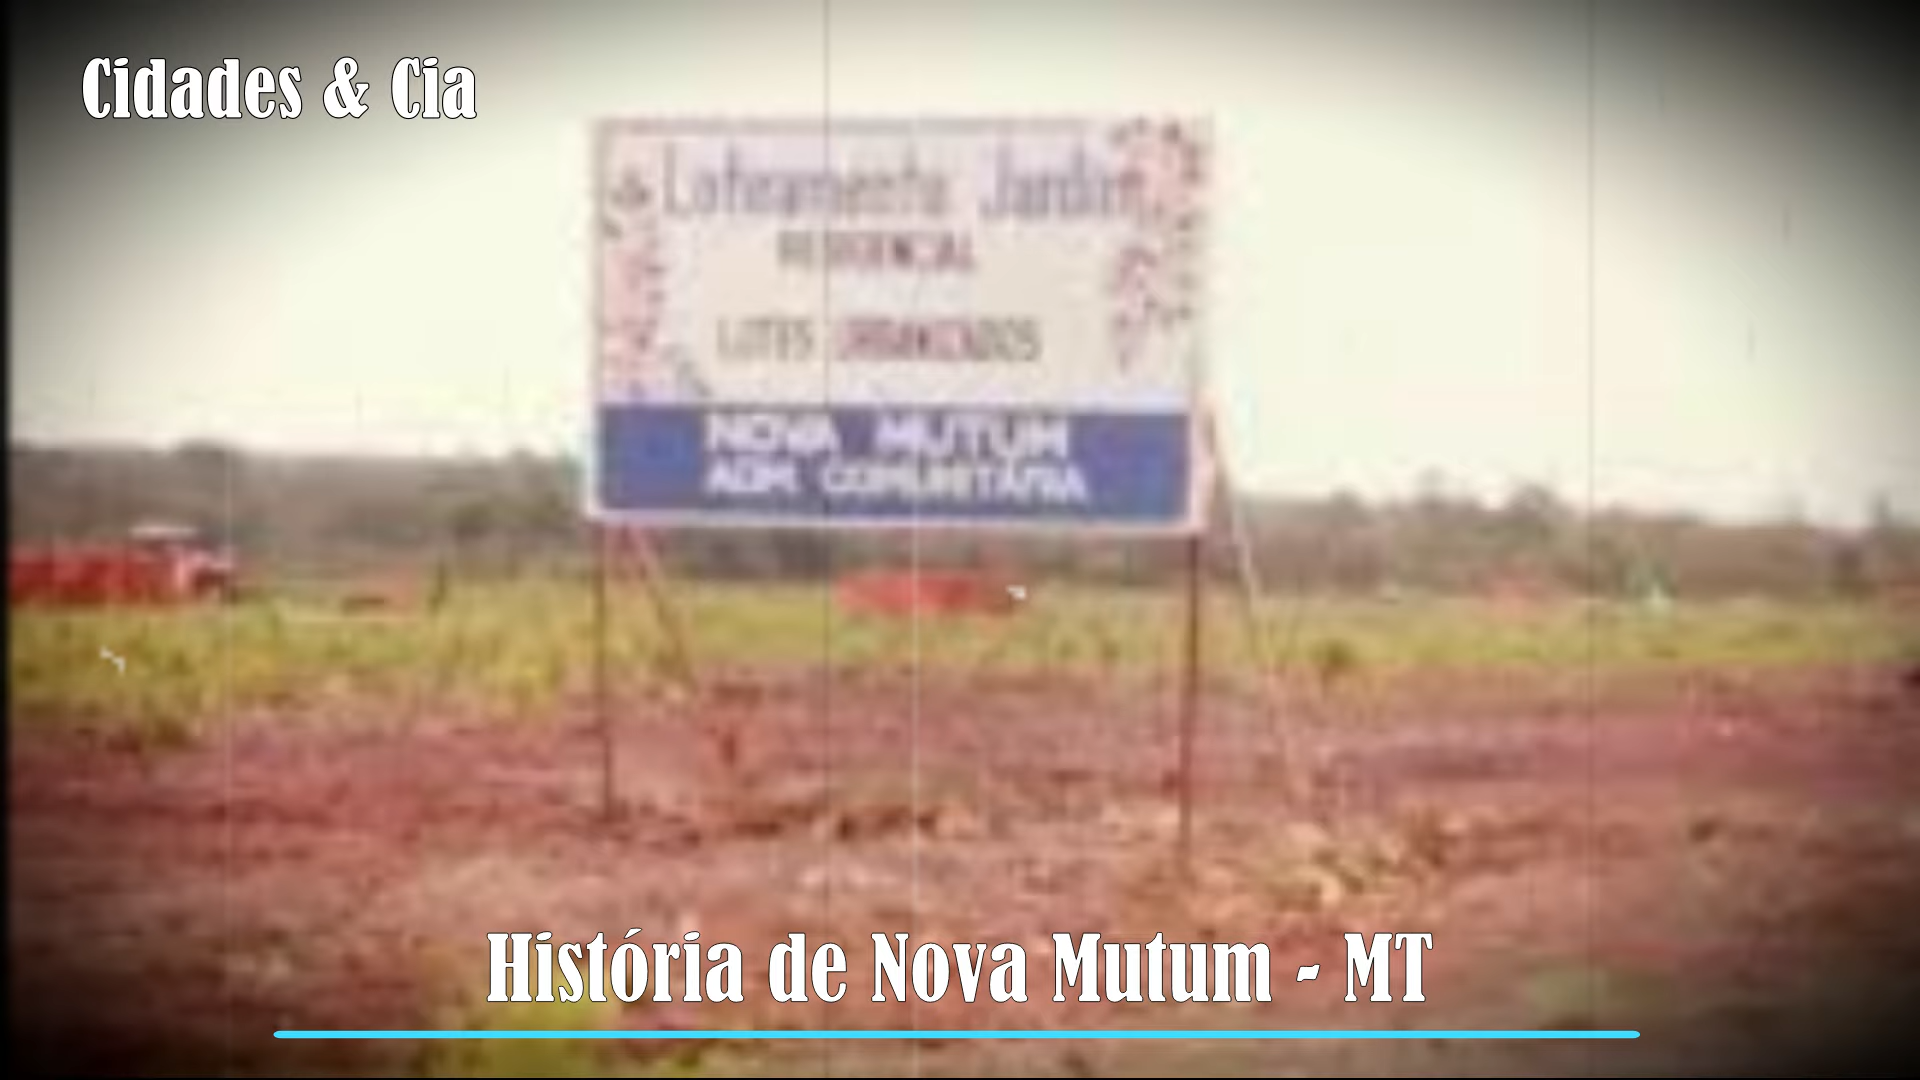 Cidades & Cia
Loteamento Jardim
RESIDENCIAL
LOTES URBANIZADOS
NOVA MUTUM
ADM. COMUNITÁRIA
História de Nova Mutum - MT